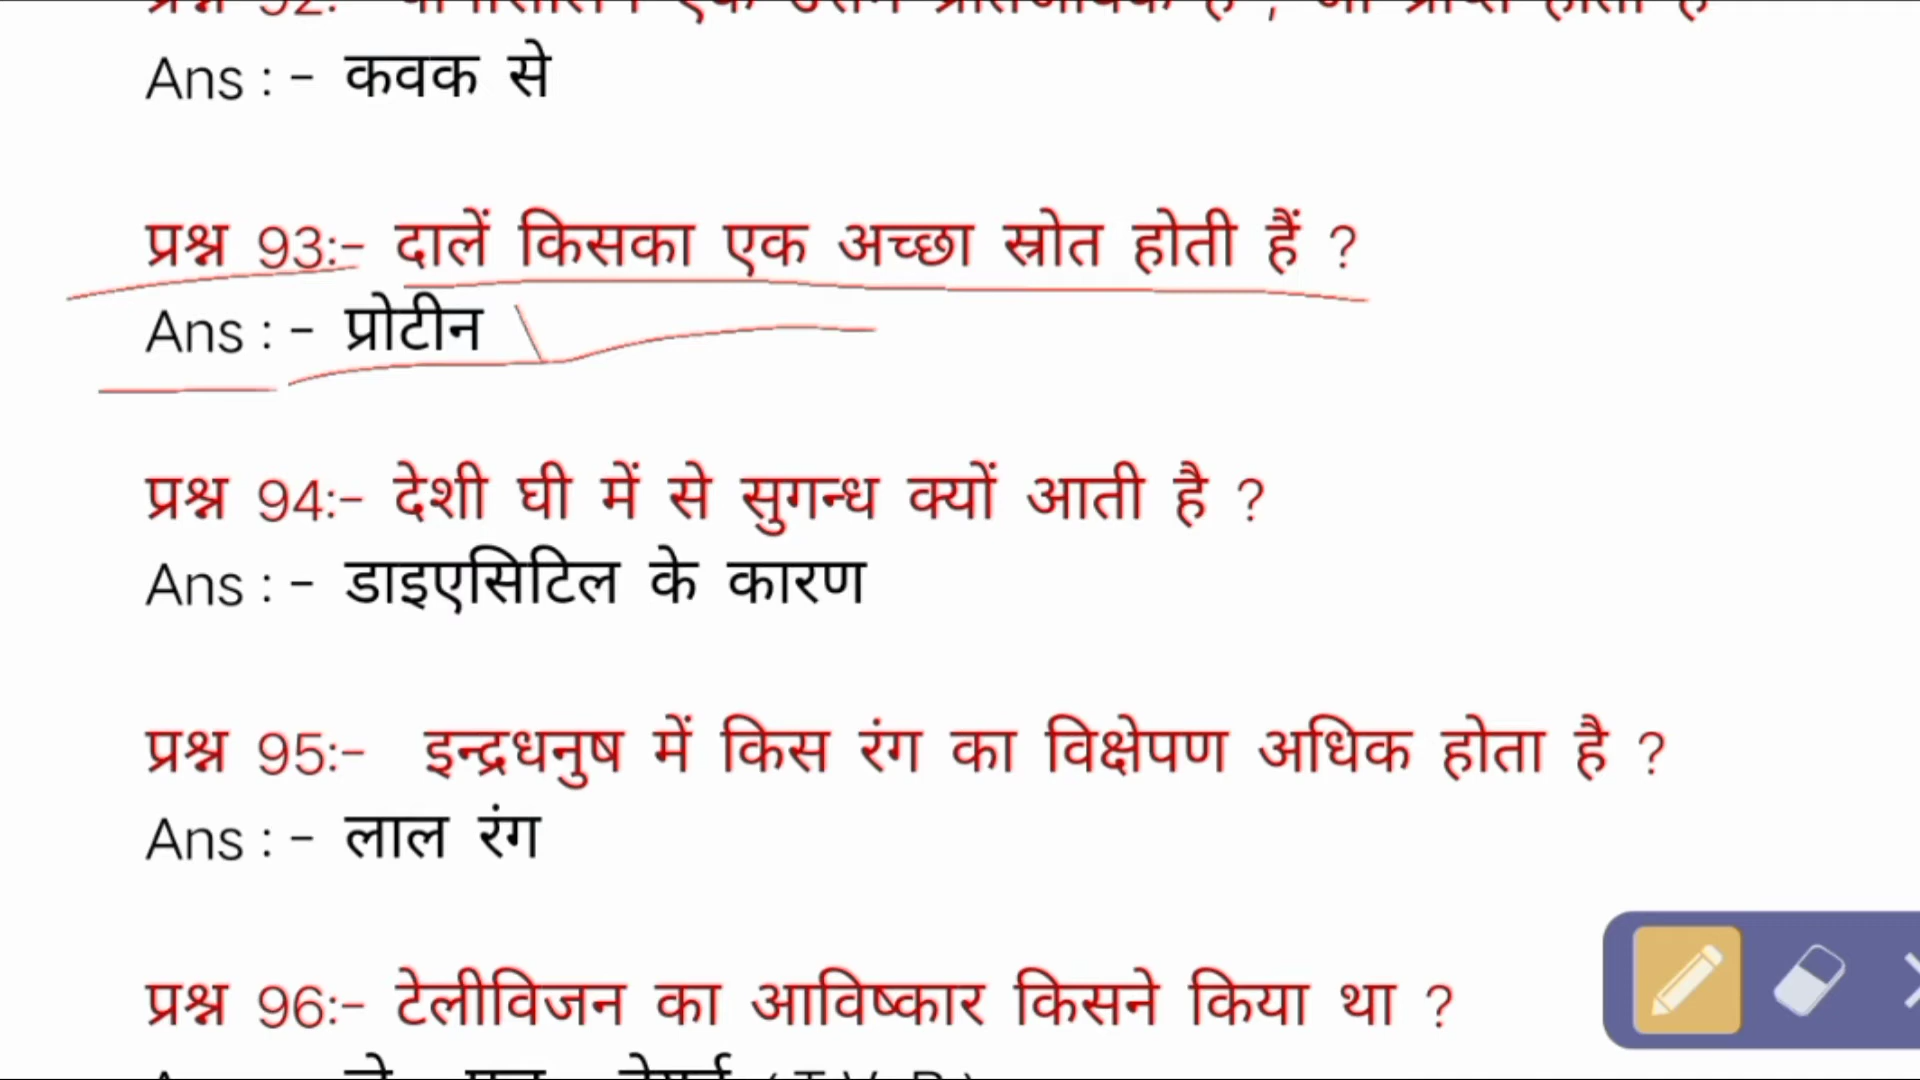 Ans : - कवक से
प्रश्न 93:- दालें किसका एक अच्छा स्रोत होती हैं ?
Ans : - प्रोटीन
प्रश्न 94:- देशी घी में से सुगन्ध क्यों आती है ?
Ans : - डाइएसिटिल के कारण
प्रश्न 95:- इन्द्रधनुष में किस रंग का विक्षेपण अधिक होता है ?
Ans : - लाल रंग
प्रश्न 96:- टेलीविजन का आविष्कार किसने किया था ?